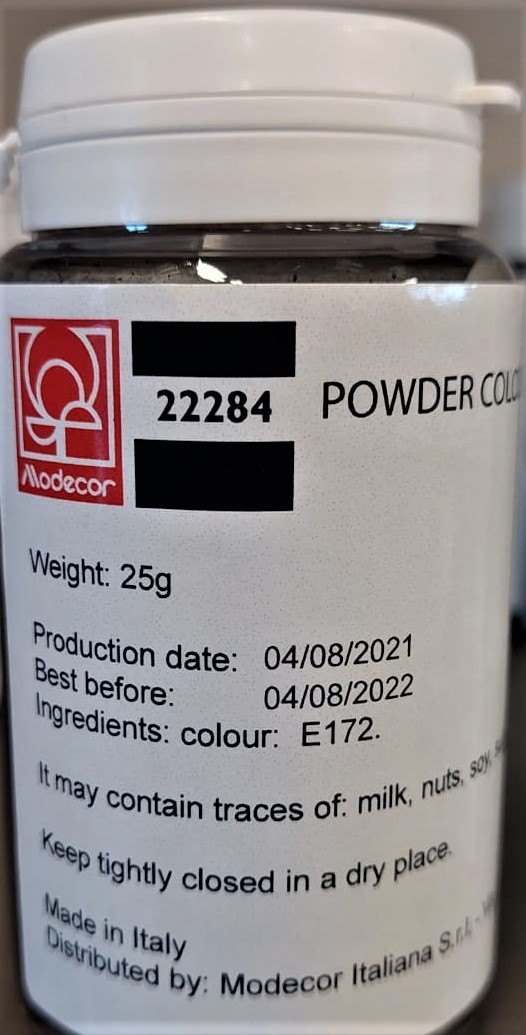 Modecor
22284
POWDER
Weight: 25g
Production date: 04/08/2021
Best before: 04/08/2022
Ingredients: colour: E172.
It may contain traces of: milk, nuts, soy,
Keep tightly closed in a dry place.
Made in Italy
Distributed by: Modecor Italiana S.r.l. -